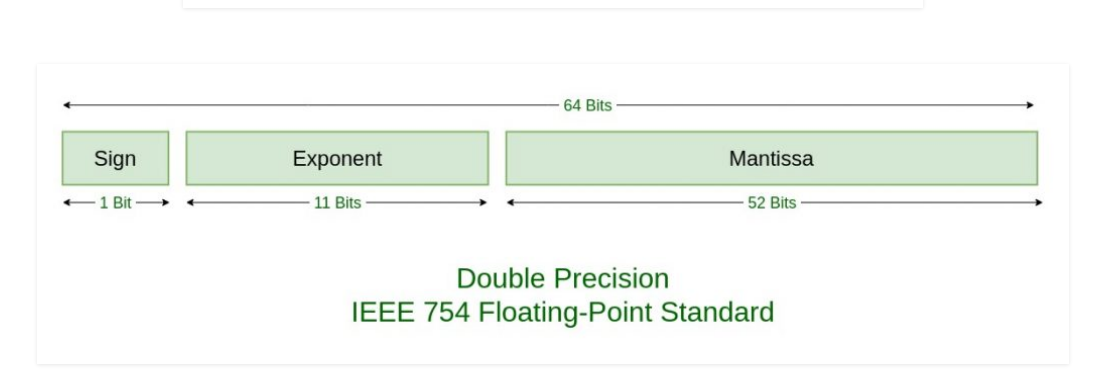 64 Bits
Sign Exponent Mantissa
1 Bit 11 Bits 52 Bits
Double Precision
IEEE 754 Floating-Point Standard